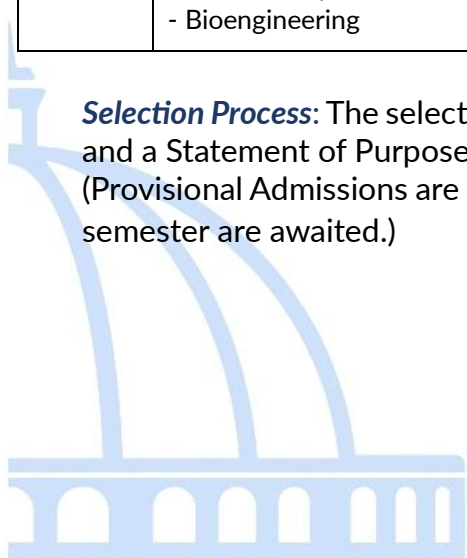 - Bioengineering
Selection Process: The select
and a Statement of Purpose
(Provisional Admissions are
semester are awaited.)